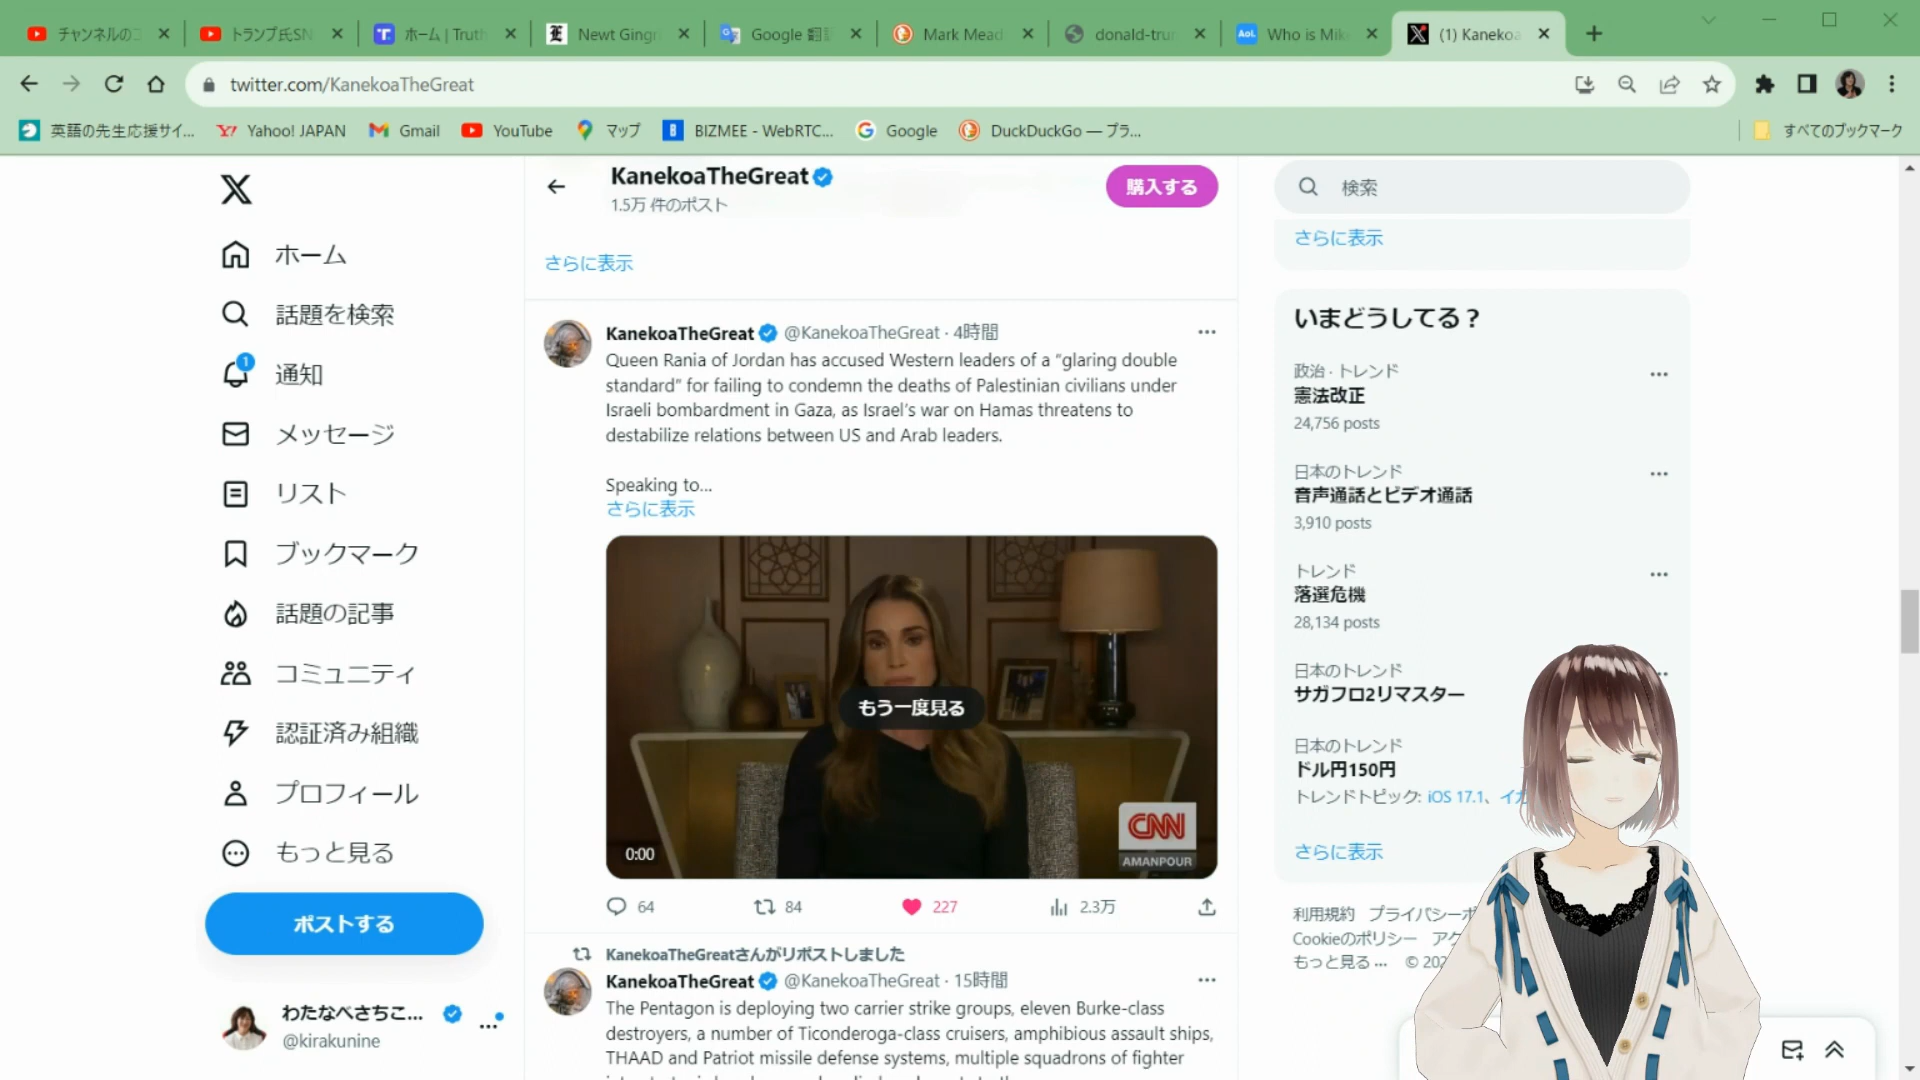 チャンネルの
トランプ氏SN
ホーム | Truth
Newt Gingr
Google 翻訳
Mark Mead
donald-trum
Who is Mik
(1) Kanekoa
twitter.com/KanekoaTheGreat
英語の先生応援サイ...
Yahoo! JAPAN
Gmail
YouTube
マップ
BIZMEE - WebRTC...
Google
DuckDuckGo — プラ...
すべてのブックマーク
ホーム
話題を検索
1
通知
メッセージ
リスト
ブックマーク
話題の記事
コミュニティ
認証済み組織
プロフィール
もっと見る
ポストする
わたなべさちこ...
@kirakunine
KanekoaTheGreat
1.5万 件のポスト
購入する
さらに表示
KanekoaTheGreat @KanekoaTheGreat · 4時間
Queen Rania of Jordan has accused Western leaders of a “glaring double
standard” for failing to condemn the deaths of Palestinian civilians under
Israeli bombardment in Gaza, as Israel’s war on Hamas threatens to
destabilize relations between US and Arab leaders.
Speaking to...
さらに表示
もう一度見る
0:00
CNN
AMANPOUR
64
84
227
2.3万
KanekoaTheGreatさんがリポストしました
KanekoaTheGreat @KanekoaTheGreat · 15時間
The Pentagon is deploying two carrier strike groups, eleven Burke-class
destroyers, a number of Ticonderoga-class cruisers, amphibious assault ships,
THAAD and Patriot missile defense systems, multiple squadrons of fighter
検索
さらに表示
いまどうしてる？
政治 · トレンド
憲法改正
24,756 posts
日本のトレンド
音声通話とビデオ通話
3,910 posts
トレンド
落選危機
28,134 posts
日本のトレンド
サガフロ2リマスター
日本のトレンド
ドル円150円
トレンドトピック: iOS 17.1、イカ
さらに表示
利用規約 プライバシーポ
Cookieのポリシー アク
もっと見る ··· © 202